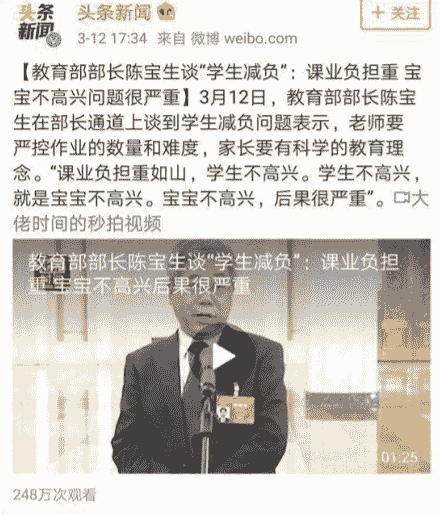 头条
新闻
头条新闻
+ 关注
3-12 17:34 来自 微博 weibo.com
【教育部部长陈宝生谈“学生减负”：课业负担重 宝
宝不高兴问题很严重】3月12日，教育部部长陈宝
生在部长通道上谈到学生减负问题表示，老师要
严控作业的数量和难度，家长要有科学的教育理
念。“课业负担重如山，学生不高兴。学生不高兴，
就是宝宝不高兴。宝宝不高兴，后果很严重”。大
佬时间的秒拍视频
教育部部长陈宝生谈“学生减负”：课业负担
重 宝宝不高兴后果很严重
01:25
248万次观看